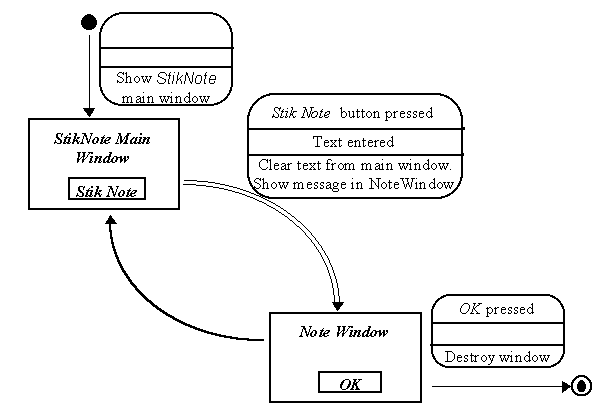 Show StikNote
main window
StikNote Main
Window
Stik Note
Stik Note button pressed
Text entered
Clear text from main window.
Show message in NoteWindow
Note Window
OK
OK pressed
Destroy window